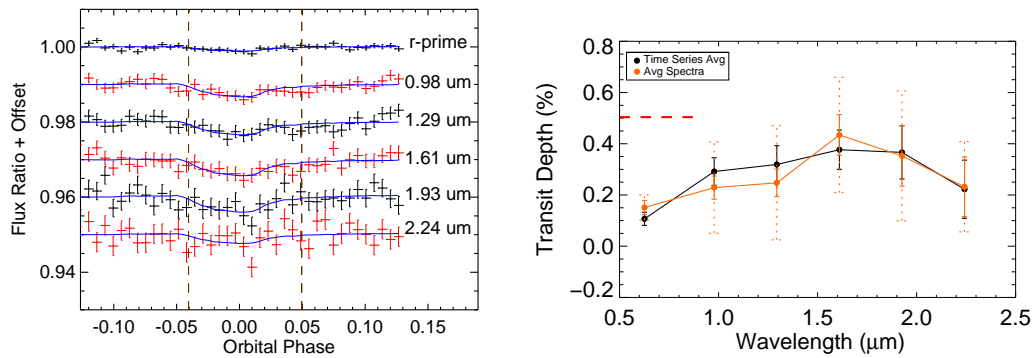 1.00
0.98
0.96
0.94
Flux Ratio + Offset
r-prime
0.98 um
1.29 um
1.61 um
1.93 um
2.24 um
-0.10
-0.05
0.00
0.05
0.10
0.15
Orbital Phase
0.8
0.6
0.4
0.2
0.0
−0.2
Transit Depth (%)
Time Series Avg
Avg Spectra
0.5
1.0
1.5
2.0
2.5
Wavelength (μm)